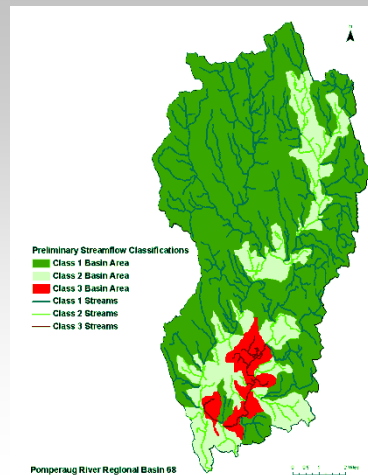 Preliminary Streamflow Classifications
Class 1 Basin Area
Class 2 Basin Area
Class 3 Basin Area
Class 1 Streams
Class 2 Streams
Class 3 Streams
Pomperaug River Regional Basin 68